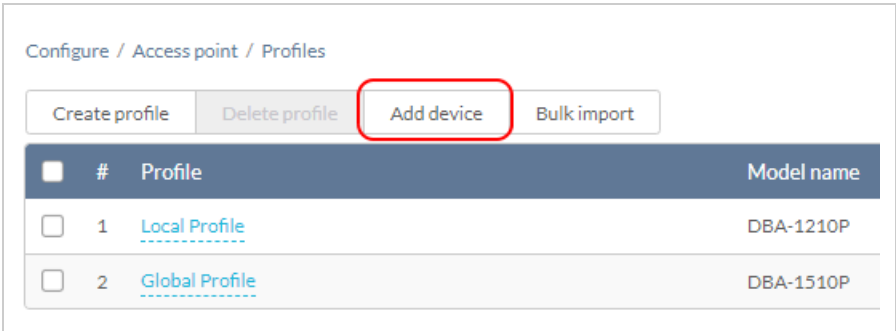 Configure / Access point / Profiles
Create profile Delete profile Add device Bulk import
# Profile Model name
1 Local Profile DBA-1210P
2 Global Profile DBA-1510P